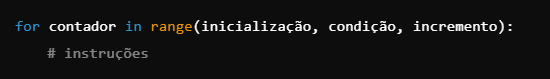 for contador in range(inicialização, condição, incremento):
    # instruções